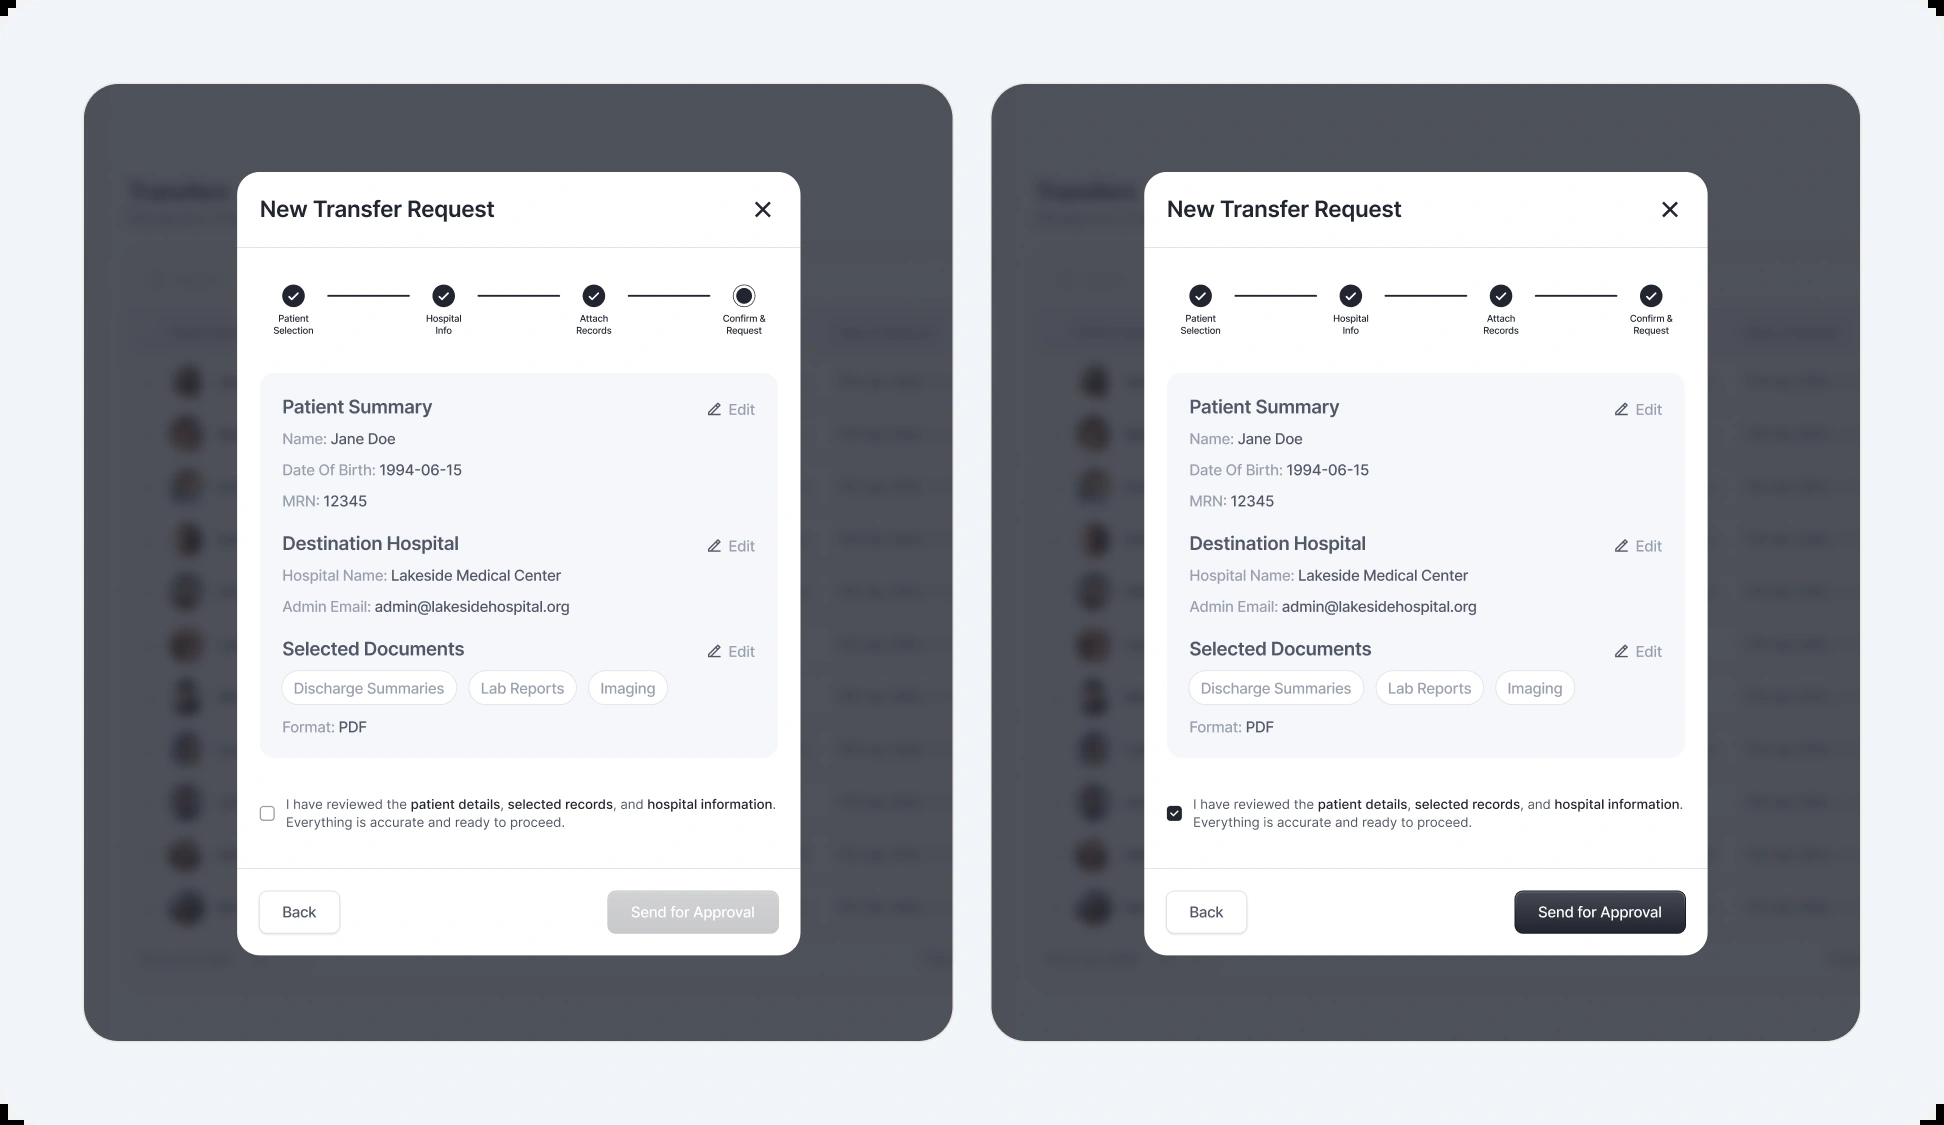 New Transfer Request
Patient
Selection
Hospital
Info
Attach
Records
Confirm &
Request
Patient Summary
Edit
Name: Jane Doe
Date Of Birth: 1994-06-15
MRN: 12345
Destination Hospital
Edit
Hospital Name: Lakeside Medical Center
Admin Email: admin@lakesidehospital.org
Selected Documents
Edit
Discharge Summaries
Lab Reports
Imaging
Format: PDF
I have reviewed the patient details, selected records, and hospital information.
Everything is accurate and ready to proceed.
Back
Send for Approval
New Transfer Request
Patient
Selection
Hospital
Info
Attach
Records
Confirm &
Request
Patient Summary
Edit
Name: Jane Doe
Date Of Birth: 1994-06-15
MRN: 12345
Destination Hospital
Edit
Hospital Name: Lakeside Medical Center
Admin Email: admin@lakesidehospital.org
Selected Documents
Edit
Discharge Summaries
Lab Reports
Imaging
Format: PDF
I have reviewed the patient details, selected records, and hospital information.
Everything is accurate and ready to proceed.
Back
Send for Approval